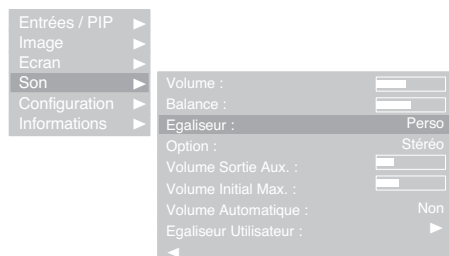 Entrées / PIP
Image
Ecran
Son
Configuration
Informations
Volume :
Balance :
Egaliseur : Perso
Option : Stéréo
Volume Sortie Aux. :
Volume Initial Max. :
Volume Automatique : Non
Egaliseur Utilisateur :